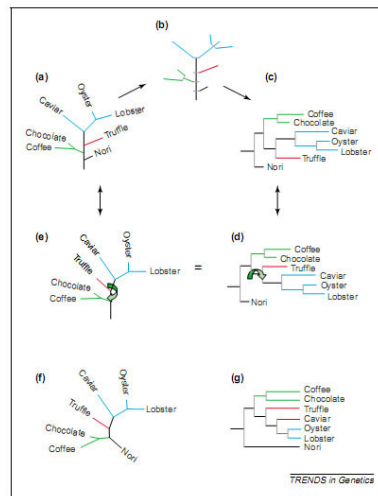 (b)
(a)
(c)
Oyster
Caviar
Lobster
Chocolate
Truffle
Coffee
Nori
Coffee
Chocolate
Caviar
Oyster
Lobster
Truffle
Nori
(e)
(d)
Caviar
Oyster
Truffle
Lobster
Chocolate
Coffee
=
Coffee
Chocolate
Truffle
Caviar
Oyster
Lobster
Nori
(f)
(g)
Caviar
Oyster
Lobster
Truffle
Chocolate
Coffee
Nori
Coffee
Chocolate
Truffle
Caviar
Oyster
Lobster
Nori
TRENDS in Genetics